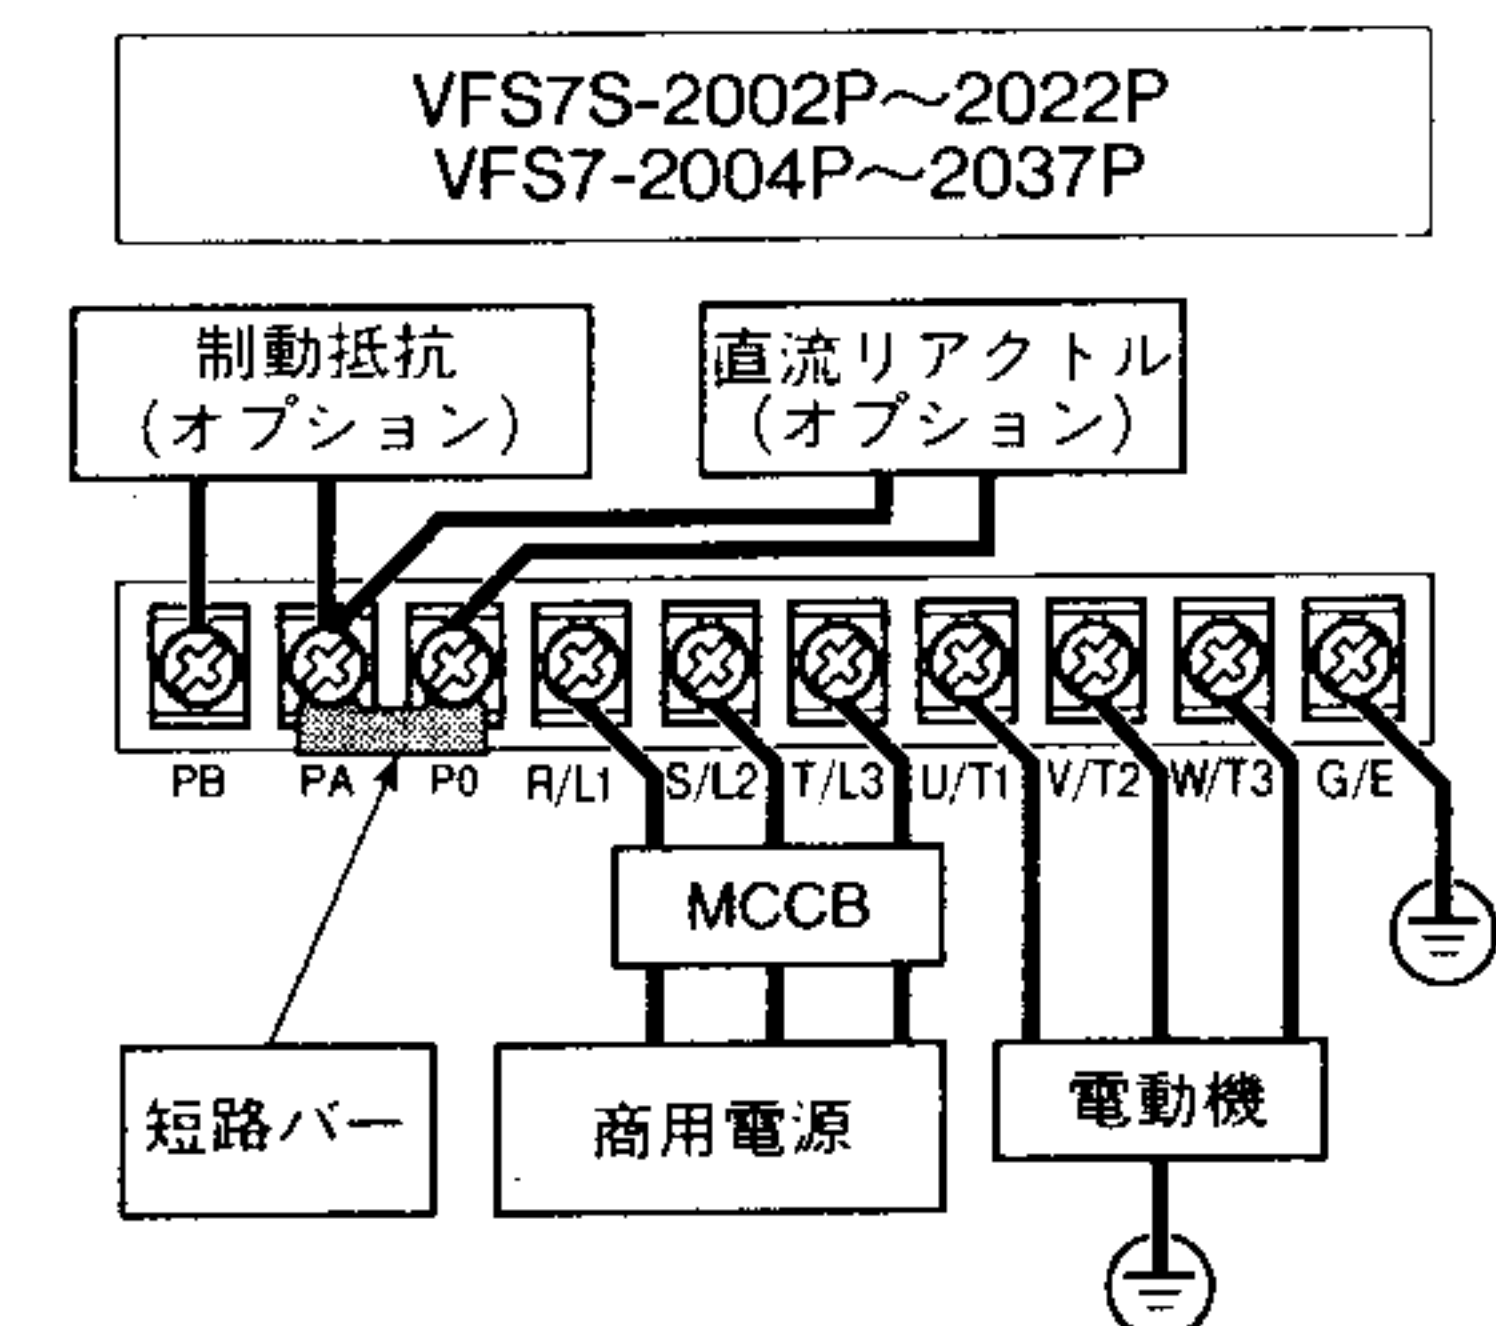 VFS7S-2002P～2022P
VFS7-2004P～2037P
制動抵抗
(オプション)
直流リアクトル
(オプション)
PB
PA
P0
R/L1
S/L2
T/L3
U/T1
V/T2
W/T3
G/E
MCCB
短路バー
商用電源
電動機